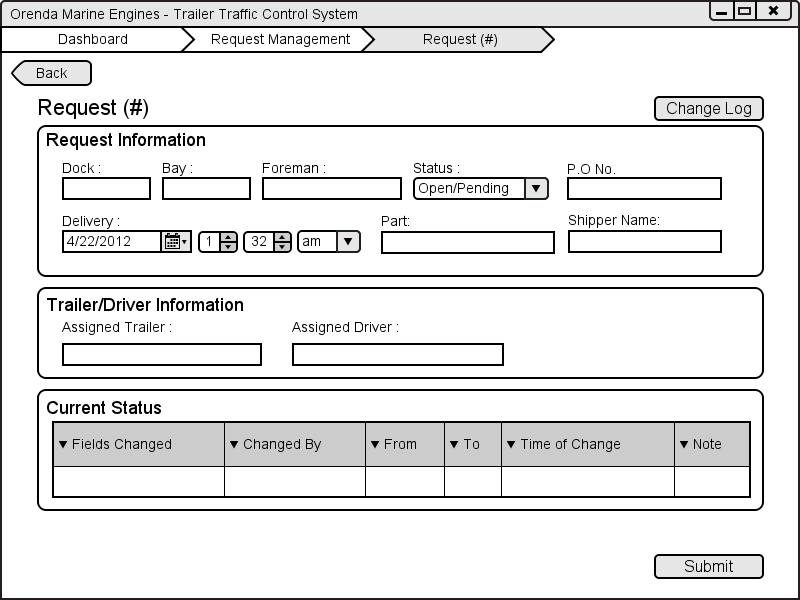 Orenda Marine Engines - Trailer Traffic Control System
Dashboard Request Management Request (#)
Back
Request (#) Change Log
Request Information
Dock : Bay : Foreman : Status : P.O No.
Open/Pending
Delivery : Part: Shipper Name:
4/22/2012 1 32 am
Trailer/Driver Information
Assigned Trailer : Assigned Driver :
Current Status
Fields Changed Changed By From To Time of Change Note
Submit